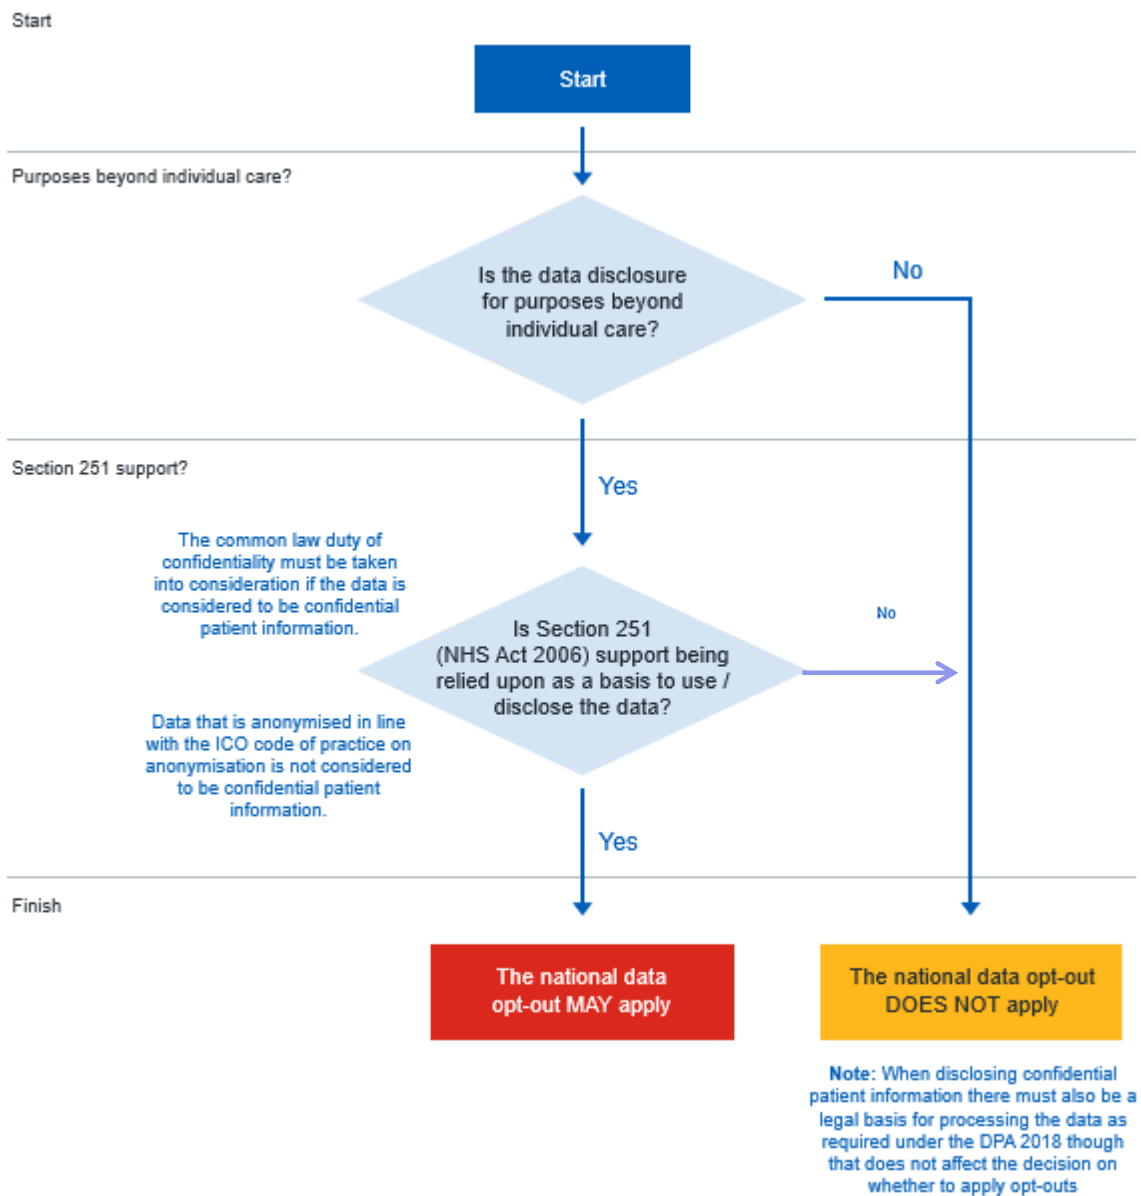 Start
Start
Purposes beyond individual care?
Is the data disclosure
for purposes beyond
individual care?
No
Section 251 support?
Yes
The common law duty of
confidentiality must be taken
into consideration if the data is
considered to be confidential
patient information.
Is Section 251
(NHS Act 2006) support being
relied upon as a basis to use /
disclose the data?
No
Data that is anonymised in line
with the ICO code of practice on
anonymisation is not considered
to be confidential patient
information.
Yes
Finish
The national data
opt-out MAY apply
The national data opt-out
DOES NOT apply
Note: When disclosing confidential
patient information there must also be a
legal basis for processing the data as
required under the DPA 2018 though
that does not affect the decision on
whether to apply opt-outs